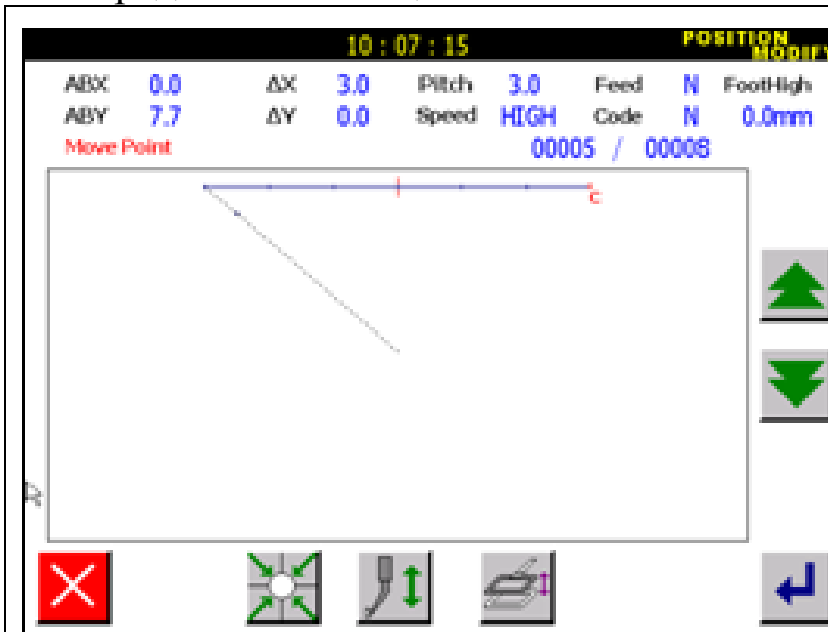 10 : 07 : 15
POSITION
MODIFY
ABX 0.0 ΔX 3.0 Pitch 3.0 Feed N FootHigh
ABY 7.7 ΔY 0.0 Speed HIGH Code N 0.0mm
Move Point 00005 / 00008
C